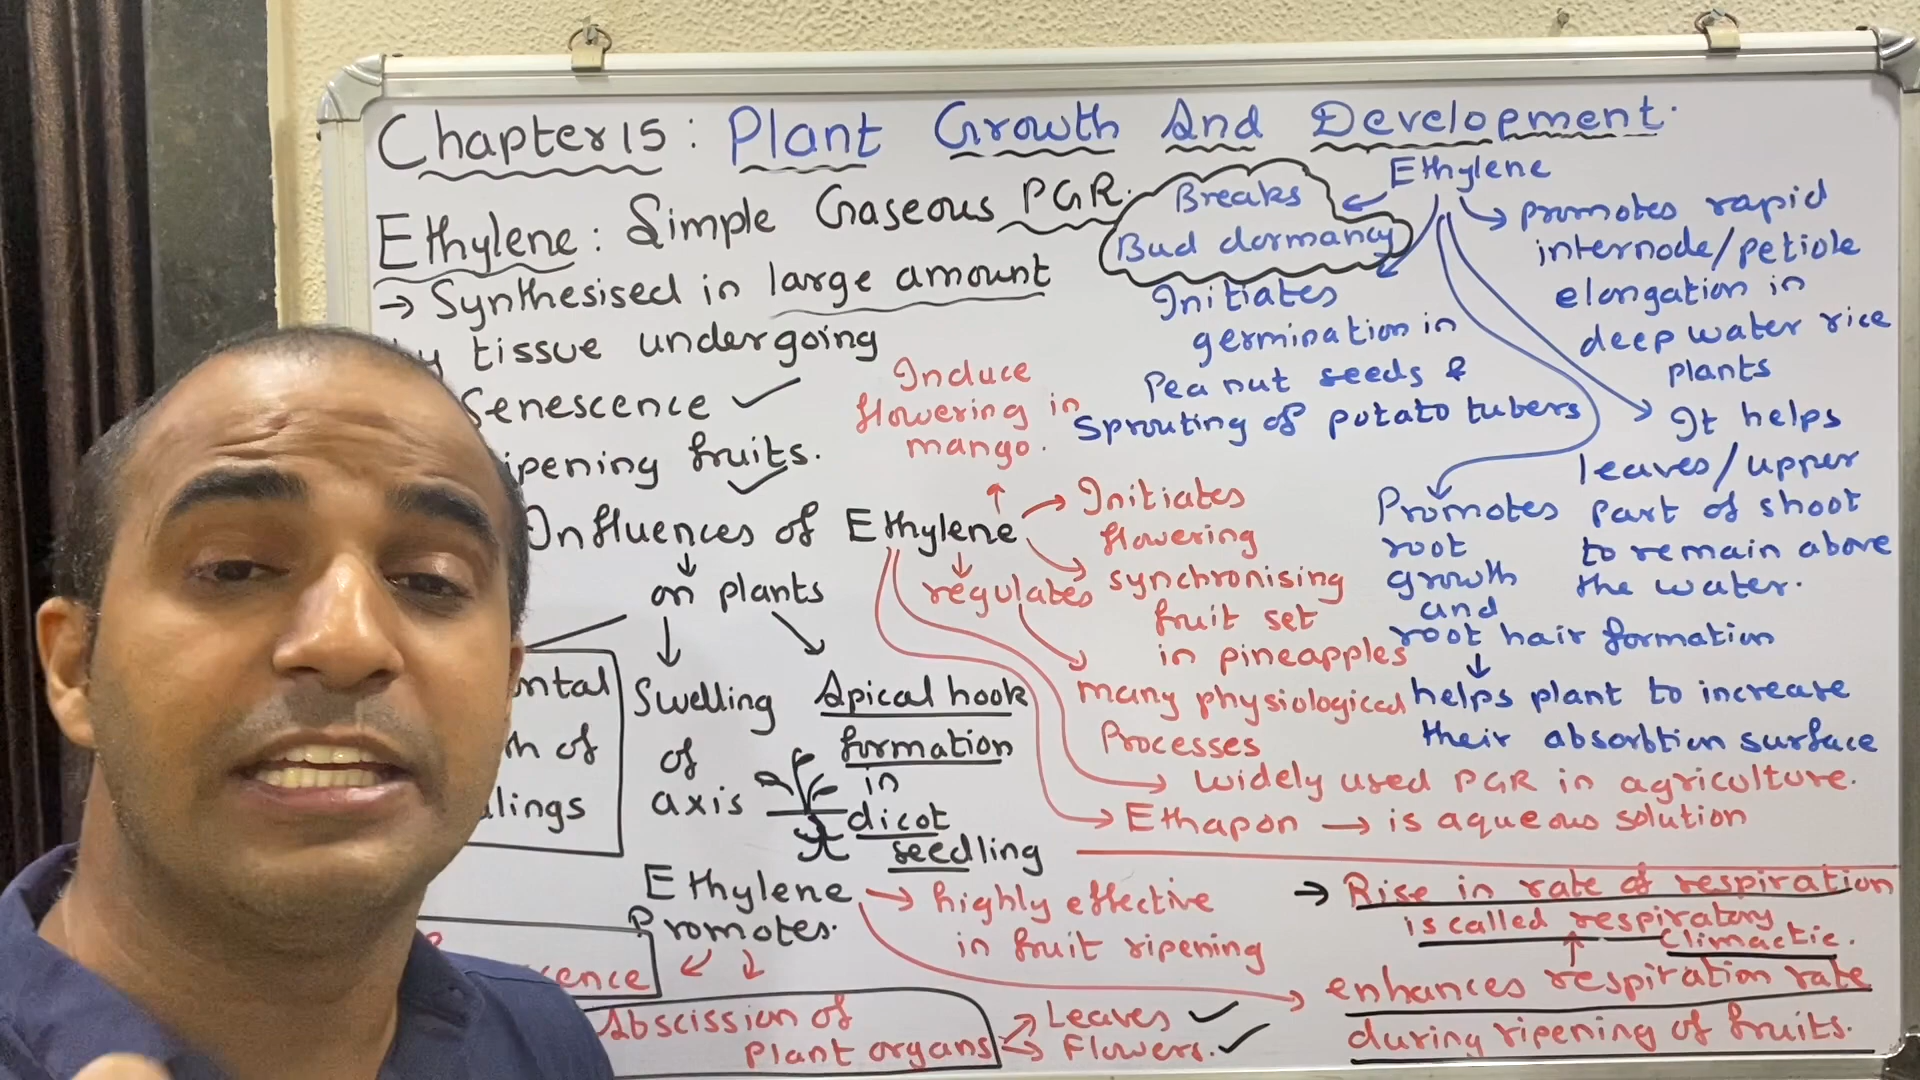 Chapter 15: Plant Growth And Development.
Ethylene: Simple Gaseous PGR.
→ Synthesised in large amount
tissue undergoing
Senescence ✓
ripening fruits.
Influences of Ethylene
on plants
ntal
of
lings
Swelling
of
axis
Apical hook
formation
in
dicot
seedling
Induce
flowering in
mango.
Initiates
flowering
regulates
synchronising
fruit set
in pineapples
many physiological
Processes
→ Widely used PGR in agriculture.
→ Ethapon → is aqueous solution
Ethylene
Breaks
Bud dormancy
Initiates
germination in
Pea nut seeds &
Sprouting of potato tubers
promotes rapid
internode/petiole
elongation in
deep water rice
plants
It helps
leaves/upper
part of shoot
to remain above
the water.
Promotes
root
growth
and
root hair formation
helps plant to increase
their absorbtion surface
Ethylene
Promotes.
→ highly effective
in fruit ripening
cence
Abscission of
plant organs
Leaves ✓
Flowers. ✓
→ Rise in rate of respiration
is called respiratory
Climactic.
enhances respiration rate
during ripening of fruits.